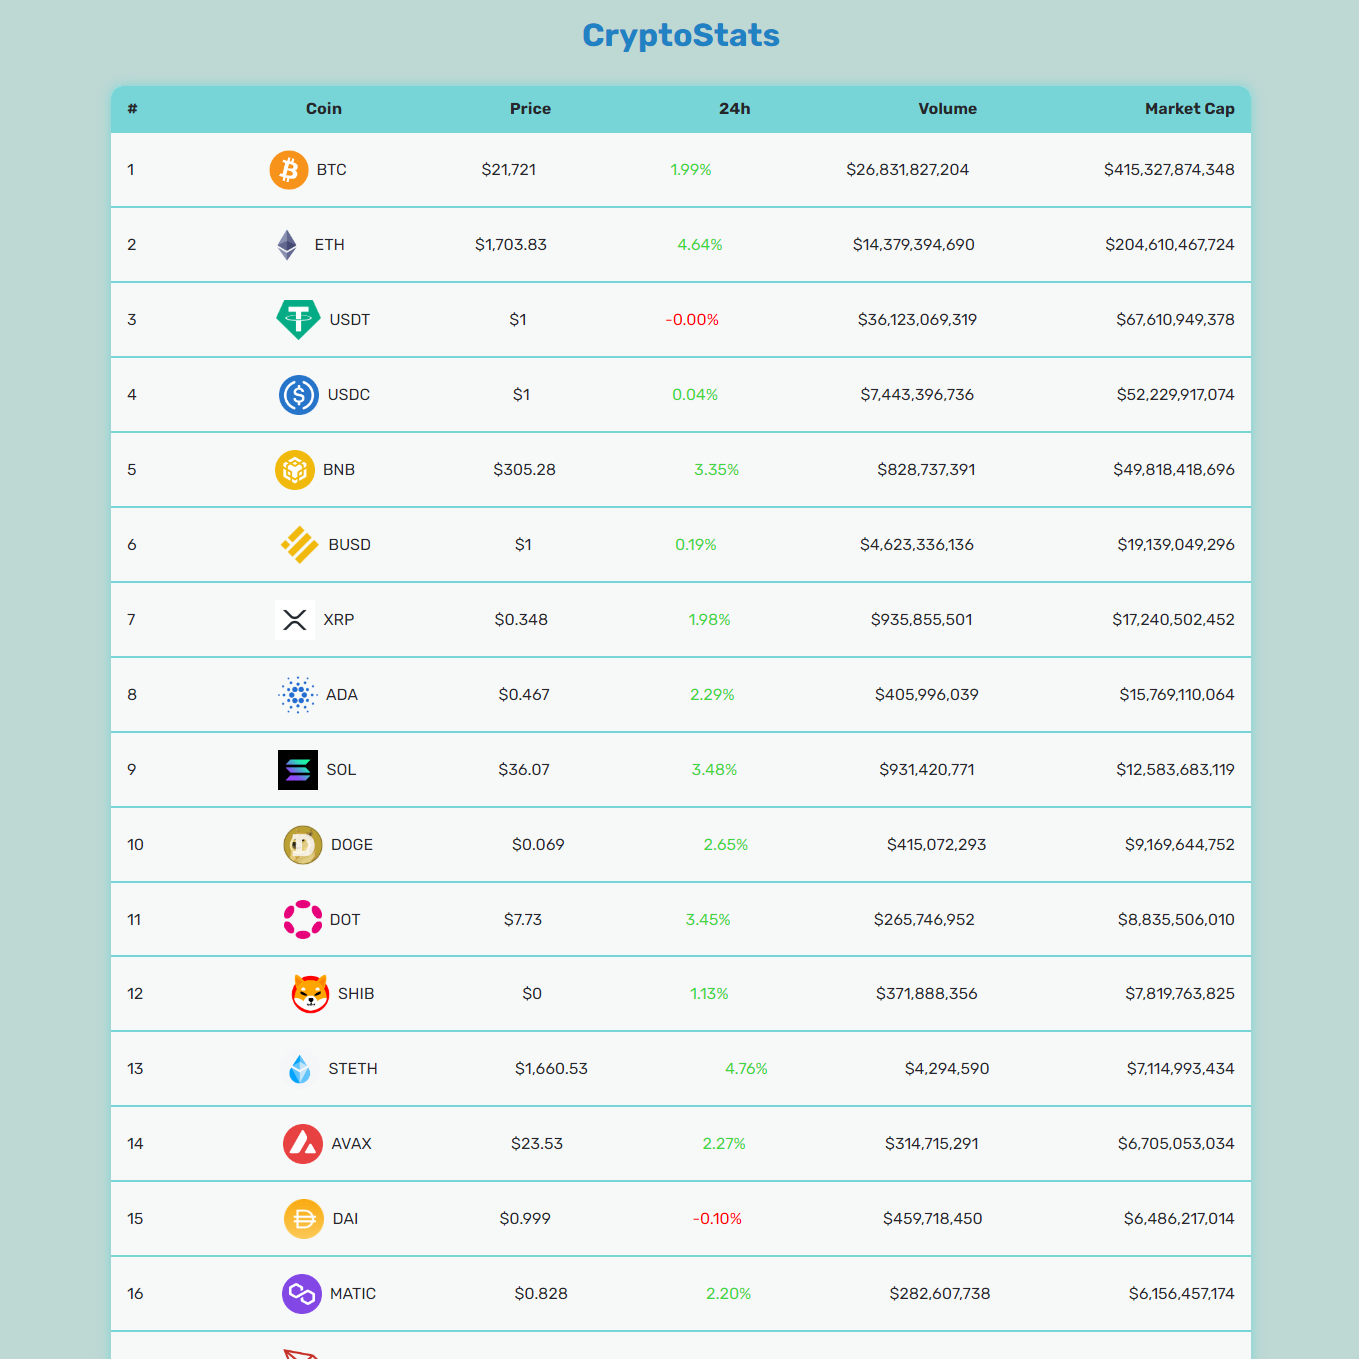 CryptoStats
# Coin Price 24h Volume Market Cap
1 BTC $21,721 1.99% $26,831,827,204 $415,327,874,348
2 ETH $1,703.83 4.64% $14,379,394,690 $204,610,467,724
3 USDT $1 -0.00% $36,123,069,319 $67,610,949,378
4 USDC $1 0.04% $7,443,396,736 $52,229,917,074
5 BNB $305.28 3.35% $828,737,391 $49,818,418,696
6 BUSD $1 0.19% $4,623,336,136 $19,139,049,296
7 XRP $0.348 1.98% $935,855,501 $17,240,502,452
8 ADA $0.467 2.29% $405,996,039 $15,769,110,064
9 SOL $36.07 3.48% $931,420,771 $12,583,683,119
10 DOGE $0.069 2.65% $415,072,293 $9,169,644,752
11 DOT $7.73 3.45% $265,746,952 $8,835,506,010
12 SHIB $0 1.13% $371,888,356 $7,819,763,825
13 STETH $1,660.53 4.76% $4,294,590 $7,114,993,434
14 AVAX $23.53 2.27% $314,715,291 $6,705,053,034
15 DAI $0.999 -0.10% $459,718,450 $6,486,217,014
16 MATIC $0.828 2.20% $282,607,738 $6,156,457,174